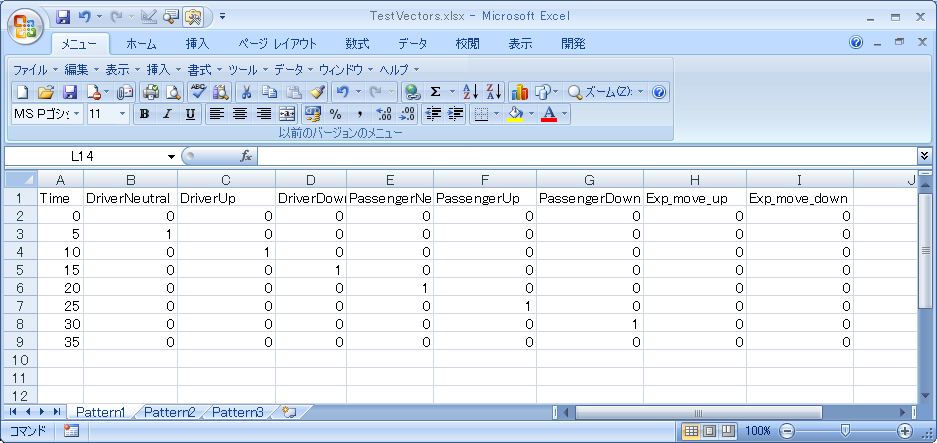 TestVectors.xlsx - Microsoft Excel
メニュー ホーム 挿入 ページ レイアウト 数式 データ 校閲 表示 開発
ファイル 編集 表示 挿入 書式 ツール データ ウィンドウ ヘルプ
Σ ズーム(Z):
MS Pゴシッ 11 B I U % ,
以前のバージョンのメニュー
L14 fx
A B C D E F G H I J
1 Time DriverNeutral DriverUp DriverDown PassengerNe PassengerUp PassengerDown Exp_move_up Exp_move_down
2 0 0 0 0 0 0 0 0 0
3 5 1 0 0 0 0 0 0 0
4 10 0 1 0 0 0 0 0 0
5 15 0 0 1 0 0 0 0 0
6 20 0 0 0 1 0 0 0 0
7 25 0 0 0 0 1 0 0 0
8 30 0 0 0 0 0 1 0 0
9 35 0 0 0 0 0 0 0 0
10
11
12
Pattern1 Pattern2 Pattern3
コマンド 100%